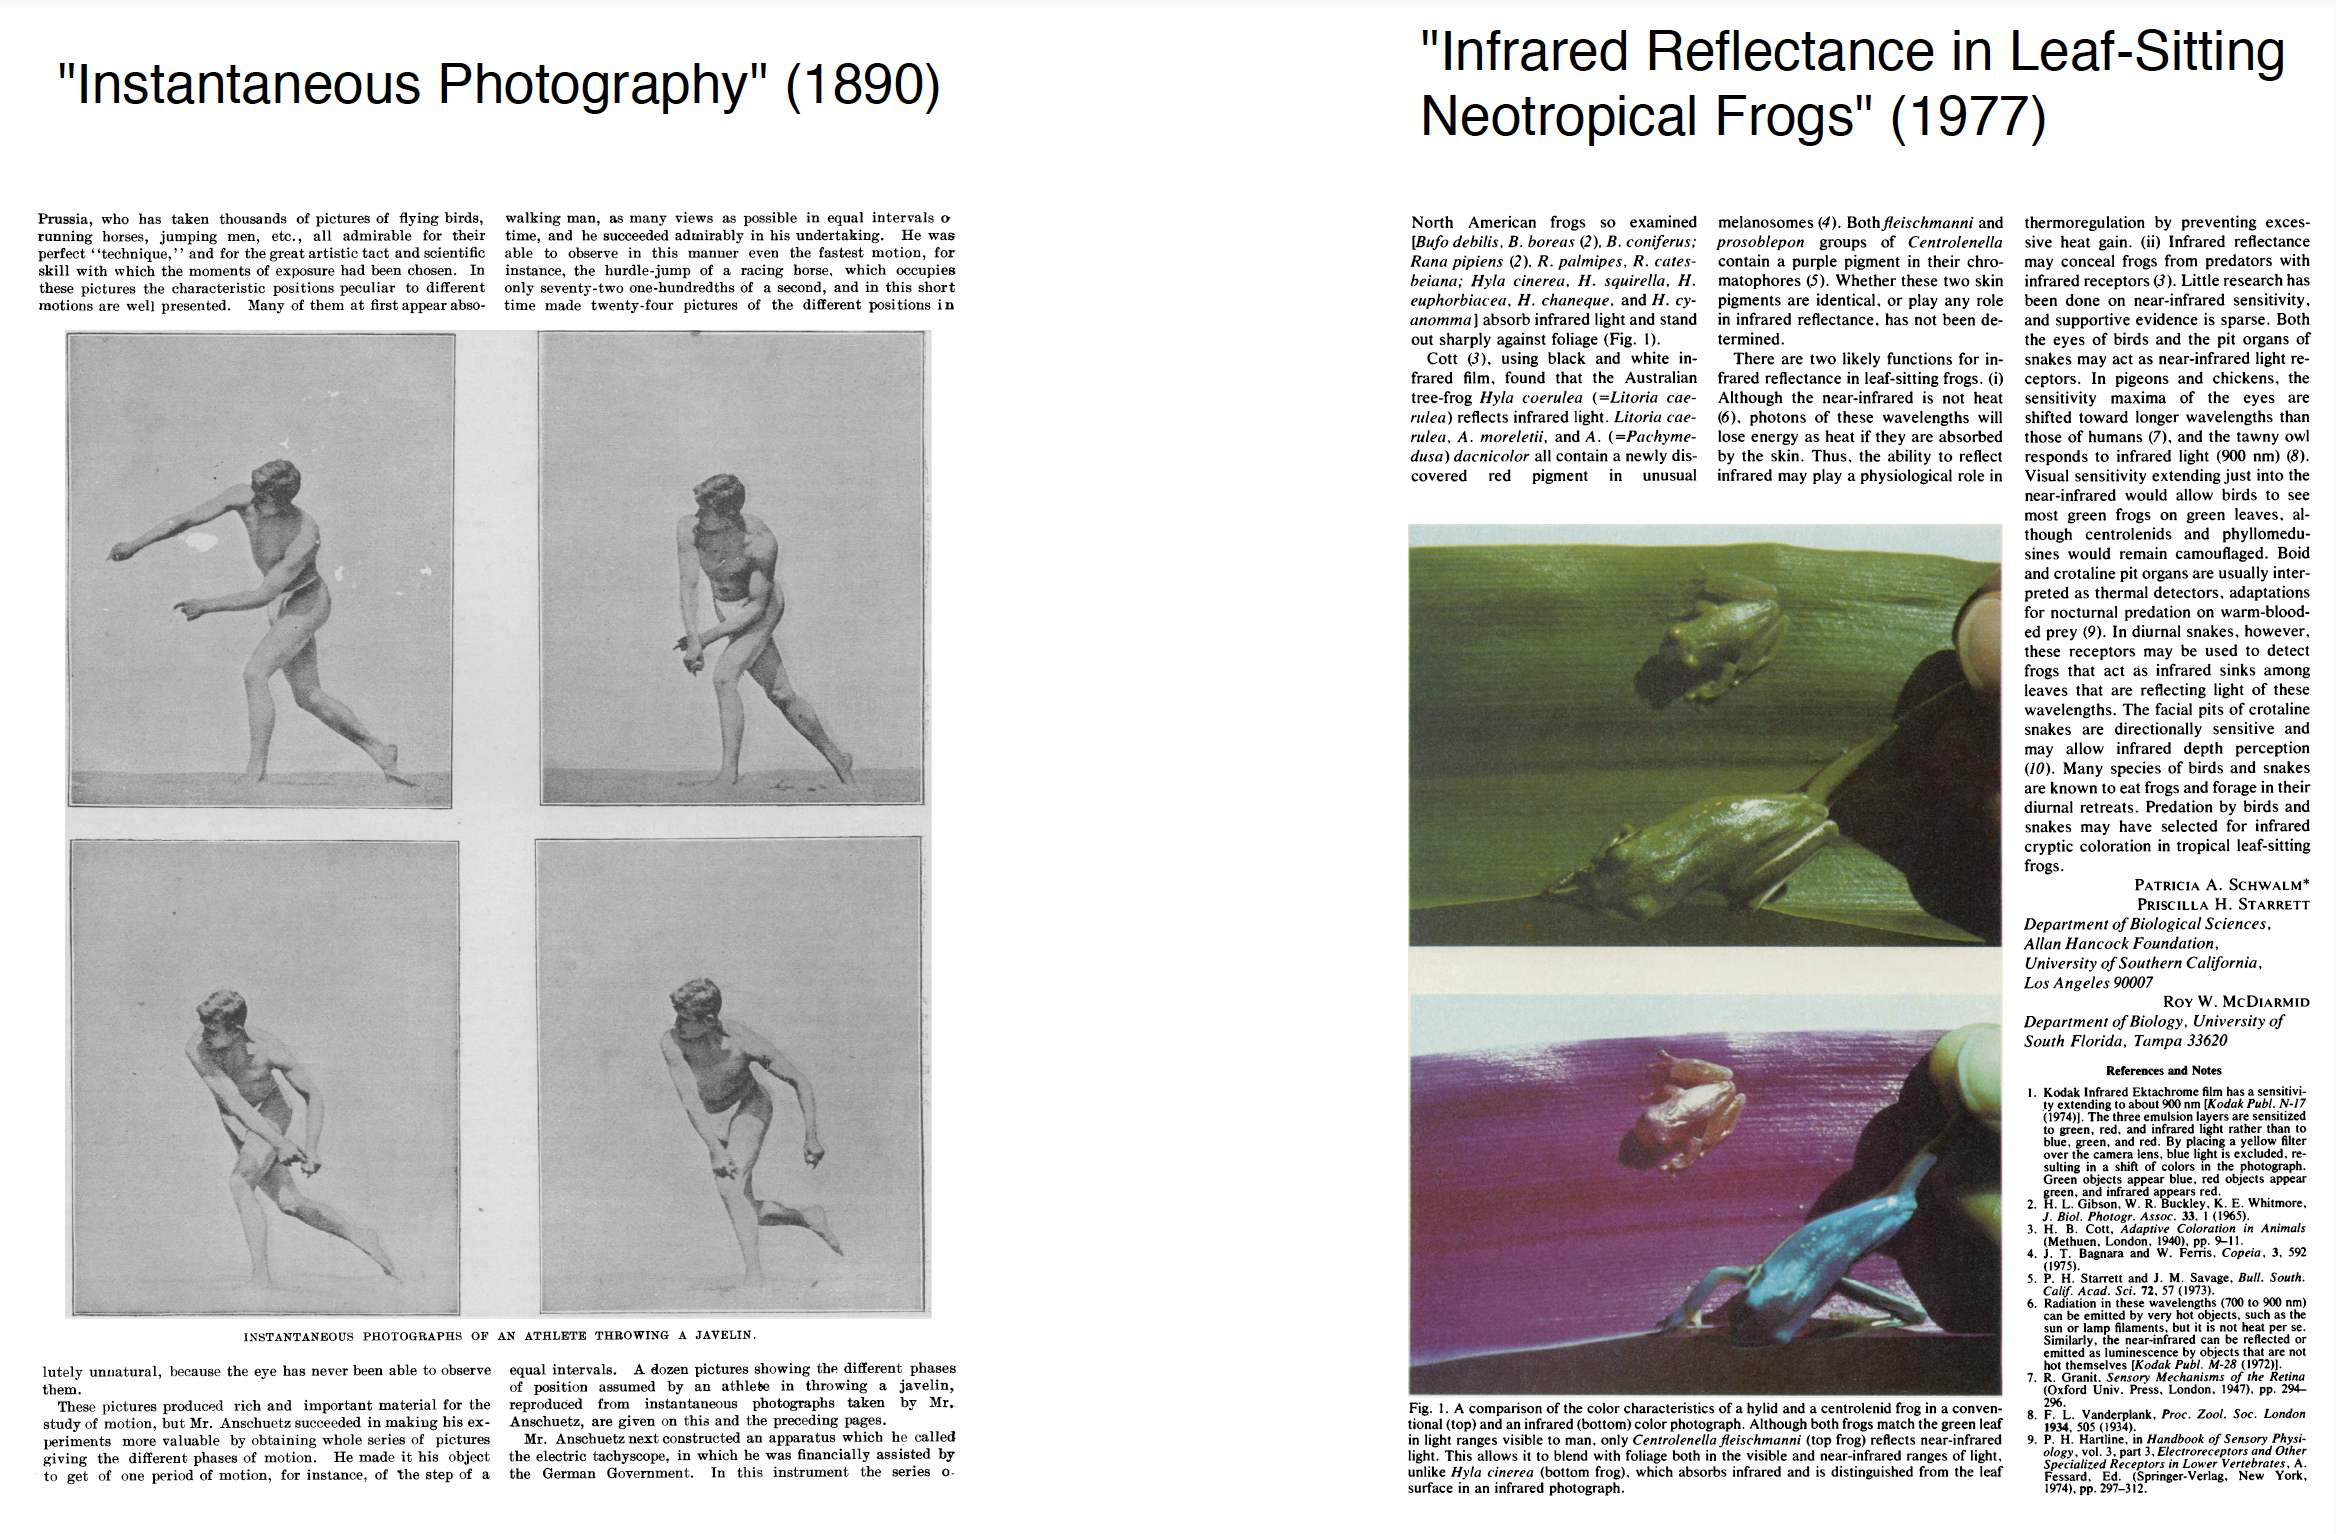 "Instantaneous Photography" (1890)
Prussia, who has taken thousands of pictures of flying birds,
running horses, jumping men, etc., all admirable for their
perfect ‘‘technique,’’ and for the great artistic tact and scientific
skill with which the moments of exposure had been chosen. In
these pictures the characteristic positions peculiar to different
motions are well presented. Many of them at first appear abso-
walking man, as many views as possible in equal intervals o
time, and he succeeded admirably in his undertaking. He was
able to observe in this manner even the fastest motion, for
instance, the hurdle-jump of a racing horse, which occupies
only seventy-two one-hundredths of a second, and in this short
time made twenty-four pictures of the different positions in
INSTANTANEOUS PHOTOGRAPHS OF AN ATHLETE THROWING A JAVELIN.
lutely unnatural, because the eye has never been able to observe
them.
These pictures produced rich and important material for the
study of motion, but Mr. Anschuetz succeeded in making his ex-
periments more valuable by obtaining whole series of pictures
giving the different phases of motion. He made it his object
to get of one period of motion, for instance, of the step of a
equal intervals. A dozen pictures showing the different phases
of position assumed by an athlete in throwing a javelin,
reproduced from instantaneous photographs taken by Mr.
Anschuetz, are given on this and the preceding pages.
Mr. Anschuetz next constructed an apparatus which he called
the electric tachyscope, in which he was financially assisted by
the German Government. In this instrument the series o
"Infrared Reflectance in Leaf-Sitting
Neotropical Frogs" (1977)
North American frogs so examined
[Bufo debilis, B. boreas (2), B. coniferus;
Rana pipiens (2), R. palmipes, R. cates-
beiana; Hyla cinerea, H. squirella, H.
euphorbiacea, H. chaneque, and H. cy-
anomma] absorb infrared light and stand
out sharply against foliage (Fig. 1).
Cott (3), using black and white in-
frared film, found that the Australian
tree-frog Hyla coerulea (=Litoria cae-
rulea) reflects infrared light. Litoria cae-
rulea, A. moreletii, and A. (=Pachyme-
dusa) dacnicolor all contain a newly dis-
covered red pigment in unusual
melanosomes (4). Both fleischmanni and
prosoblepon groups of Centrolenella
contain a purple pigment in their chro-
matophores (5). Whether these two skin
pigments are identical, or play any role
in infrared reflectance, has not been de-
termined.
There are two likely functions for in-
frared reflectance in leaf-sitting frogs. (i)
Although the near-infrared is not heat
(6), photons of these wavelengths will
lose energy as heat if they are absorbed
by the skin. Thus, the ability to reflect
infrared may play a physiological role in
thermoregulation by preventing exces-
sive heat gain. (ii) Infrared reflectance
may conceal frogs from predators with
infrared receptors (3). Little research has
been done on near-infrared sensitivity,
and supportive evidence is sparse. Both
the eyes of birds and the pit organs of
snakes may act as near-infrared light re-
ceptors. In pigeons and chickens, the
sensitivity maxima of the eyes are
shifted toward longer wavelengths than
those of humans (7), and the tawny owl
responds to infrared light (900 nm) (8).
Visual sensitivity extending just into the
near-infrared would allow birds to see
most green frogs on green leaves, al-
though centrolenids and phyllomedu-
sines would remain camouflaged. Boid
and crotaline pit organs are usually inter-
preted as thermal detectors, adaptations
for nocturnal predation on warm-blood-
ed prey (9). In diurnal snakes, however,
these receptors may be used to detect
frogs that act as infrared sinks among
leaves that are reflecting light of these
wavelengths. The facial pits of crotaline
snakes are directionally sensitive and
may allow infrared depth perception
(10). Many species of birds and snakes
are known to eat frogs and forage in their
diurnal retreats. Predation by birds and
snakes may have selected for infrared
cryptic coloration in tropical leaf-sitting
frogs.
PATRICIA A. SCHWALM*
PRISCILLA H. STARRETT
Department of Biological Sciences,
Allan Hancock Foundation,
University of Southern California,
Los Angeles 90007
ROY W. MCDIARMID
Department of Biology, University of
South Florida, Tampa 33620
References and Notes
1. Kodak Infrared Ektachrome film has a sensitivi-
ty extending to about 900 nm [Kodak Publ. N-17
(1974)]. The three emulsion layers are sensitized
to green, red, and infrared light rather than to
blue, green, and red. By placing a yellow filter
over the camera lens, blue light is excluded, re-
sulting in a shift of colors in the photograph.
Green objects appear blue, red objects appear
green, and infrared appears red.
2. H. L. Gibson, W. R. Buckley, K. E. Whitmore,
J. Biol. Photogr. Assoc. 33, 1 (1965).
3. H. B. Cott, Adaptive Coloration in Animals
(Methuen, London, 1940), pp. 9–11.
4. J. T. Bagnara and W. Ferris, Copeia, 3, 592
(1975).
5. P. H. Starrett and J. M. Savage, Bull. South.
Calif. Acad. Sci. 72, 57 (1973).
6. Radiation in these wavelengths (700 to 900 nm)
can be emitted by very hot objects, such as the
sun or lamp filaments, but it is not heat per se.
Similarly, the near-infrared can be reflected or
emitted as luminescence by objects that are not
hot themselves [Kodak Publ. M-28 (1972)].
7. R. Granit, Sensory Mechanisms of the Retina
(Oxford Univ. Press, London, 1947), pp. 294–
296.
8. F. L. Vanderplank, Proc. Zool. Soc. London
1934, 505 (1934).
9. P. H. Hartline, in Handbook of Sensory Physi-
ology, vol. 3, part 3, Electroreceptors and Other
Specialized Receptors in Lower Vertebrates, A.
Fessard, Ed. (Springer-Verlag, New York,
1974), pp. 297–312.
Fig. 1. A comparison of the color characteristics of a hylid and a centrolenid frog in a conven-
tional (top) and an infrared (bottom) color photograph. Although both frogs match the green leaf
in light ranges visible to man, only Centrolenella fleischmanni (top frog) reflects near-infrared
light. This allows it to blend with foliage both in the visible and near-infrared ranges of light,
unlike Hyla cinerea (bottom frog), which absorbs infrared and is distinguished from the leaf
surface in an infrared photograph.